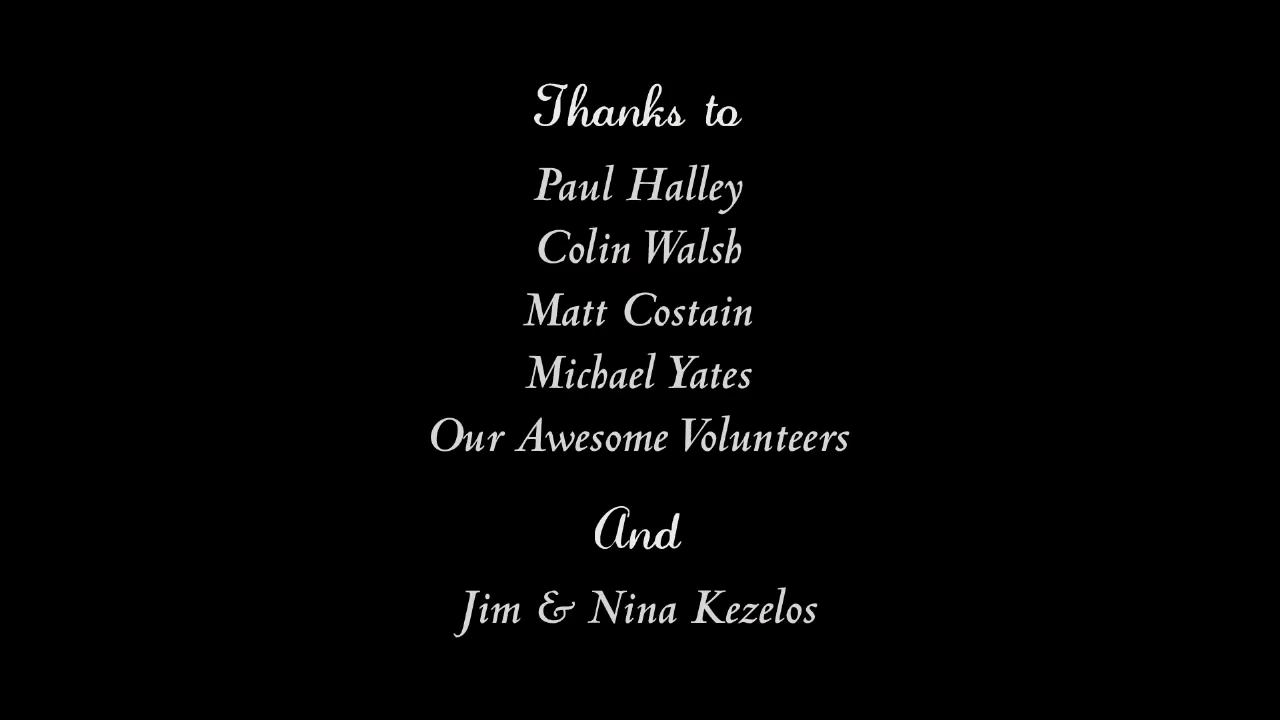 Thanks to
Paul Halley
Colin Walsh
Matt Costain
Michael Yates
Our Awesome Volunteers
And
Jim & Nina Kezelos